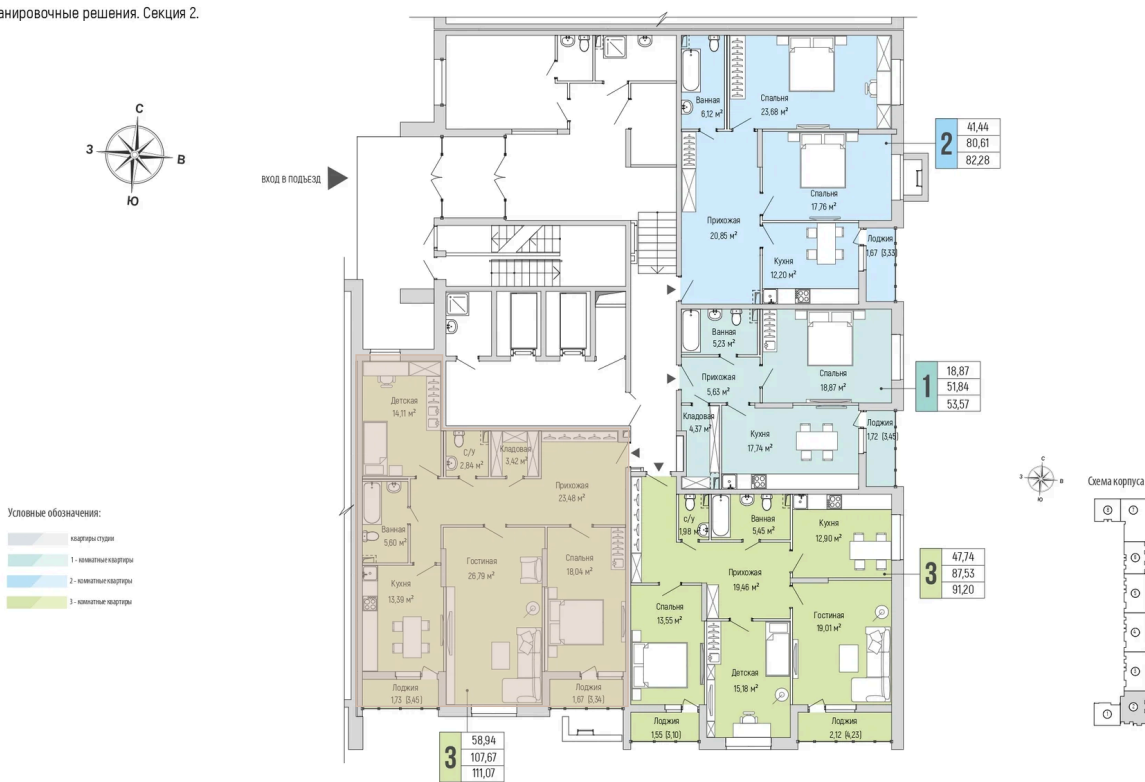 анировочные решения. Секция 2.
С
З
В
Ю
ВХОД В ПОДЪЕЗД
Ванная
6,12 м²
Спальня
23,68 м²
2
41,44
80,61
82,28
Спальня
17,76 м²
Прихожая
20,85 м²
Кухня
12,20 м²
Лоджия
1,67 (3,33)
Ванная
5,23 м²
Прихожая
5,63 м²
Спальня
18,87 м²
1
18,87
51,84
53,57
Кладовая
4,37 м²
Кухня
17,74 м²
Лоджия
1,72 (3,45)
Детская
14,11 м²
С/У
2,84 м²
Кладовая
3,42 м²
Прихожая
23,48 м²
Ванная
5,60 м²
Гостиная
26,79 м²
Спальня
18,04 м²
Кухня
13,39 м²
Лоджия
1,73 (3,45)
Лоджия
1,67 (3,34)
3
58,94
107,67
111,07
с/у
1,98 м²
Ванная
5,45 м²
Кухня
12,90 м²
Прихожая
19,46 м²
3
47,74
87,53
91,20
Спальня
13,55 м²
Гостиная
19,01 м²
Детская
15,18 м²
Лоджия
1,55 (3,10)
Лоджия
2,12 (4,23)
Условные обозначения:
квартиры студии
1 - комнатные квартиры
2 - комнатные квартиры
3 - комнатные квартиры
С
З
В
Ю
Схема корпуса